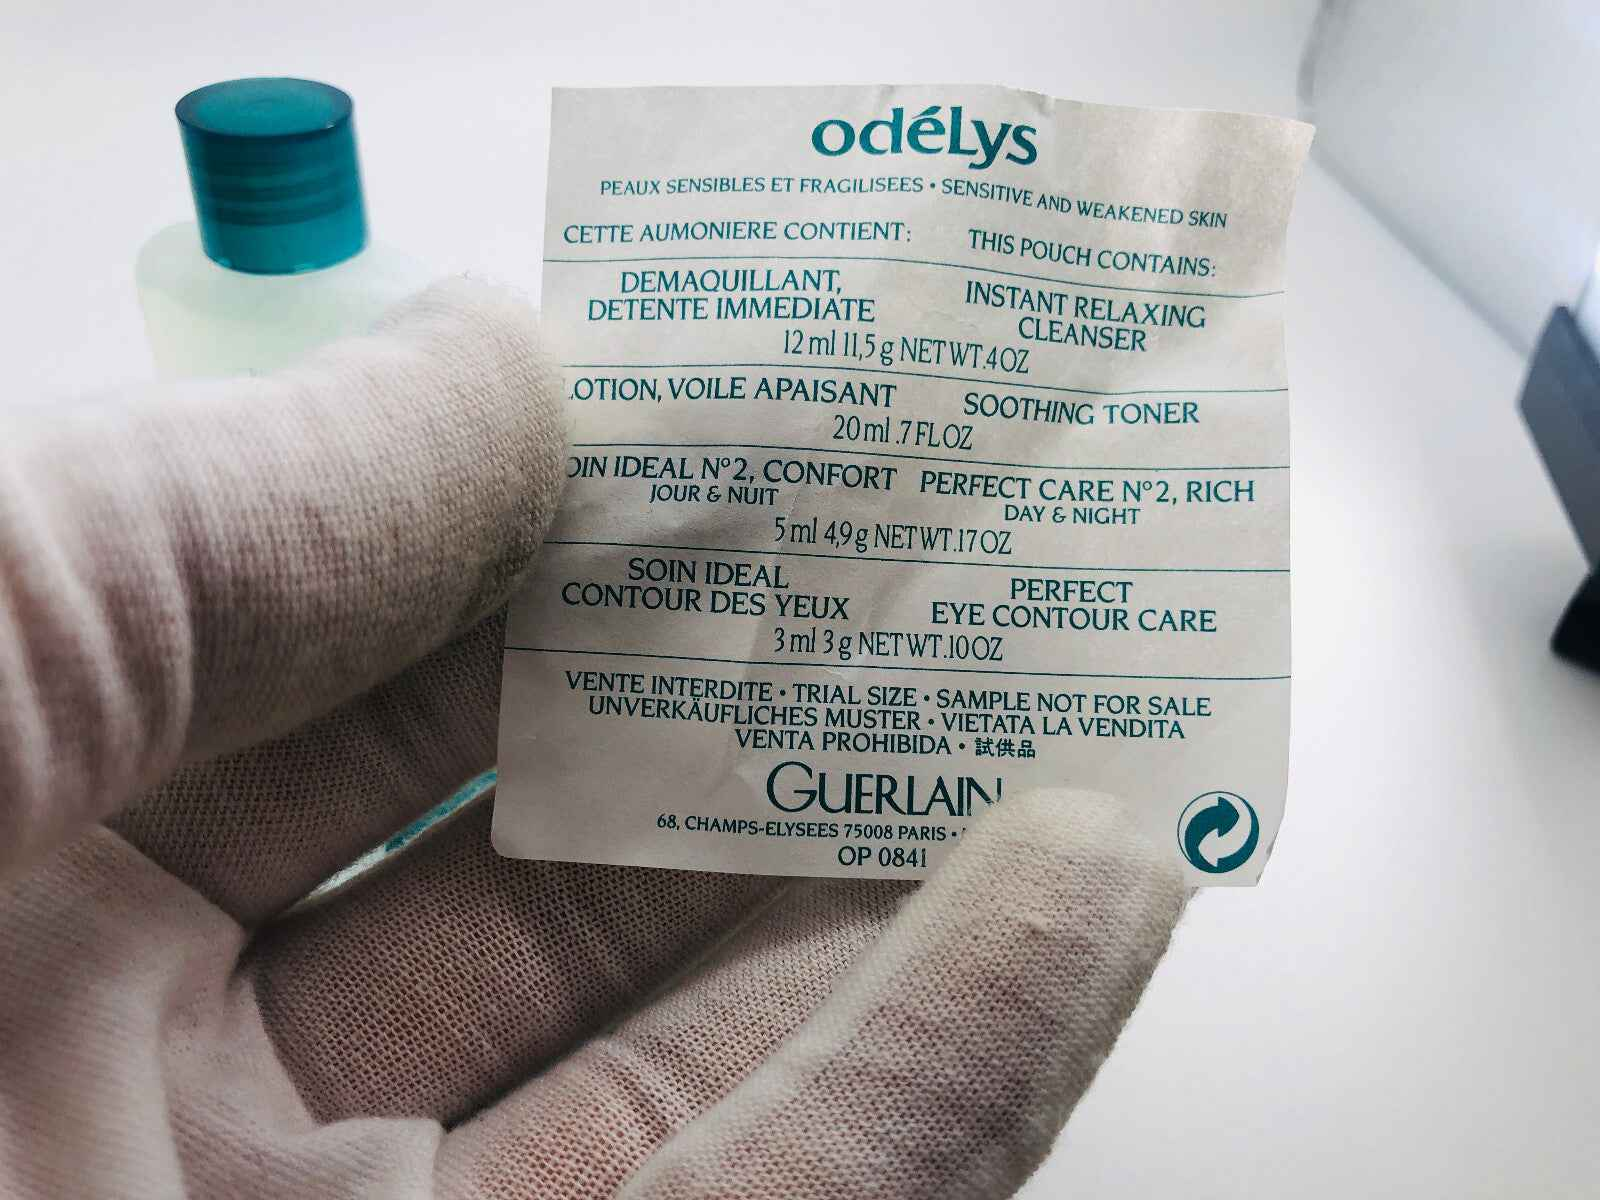 odélys
PEAUX SENSIBLES ET FRAGILISEES • SENSITIVE AND WEAKENED SKIN
CETTE AUMONIERE CONTIENT: THIS POUCH CONTAINS:
DEMAQUILLANT, INSTANT RELAXING
DETENTE IMMEDIATE CLEANSER
12 ml 11,5 g NET WT.4 OZ
LOTION, VOILE APAISANT SOOTHING TONER
20 ml .7 FL OZ
SOIN IDEAL Nº2, CONFORT PERFECT CARE Nº2, RICH
JOUR & NUIT DAY & NIGHT
5 ml 4,9 g NET WT.17 OZ
SOIN IDEAL PERFECT
CONTOUR DES YEUX EYE CONTOUR CARE
3 ml 3 g NET WT.10 OZ
VENTE INTERDITE • TRIAL SIZE • SAMPLE NOT FOR SALE
UNVERKÄUFLICHES MUSTER • VIETATA LA VENDITA
VENTA PROHIBIDA • 試供品
GUERLAIN
68, CHAMPS-ELYSEES 75008 PARIS •
OP 0841